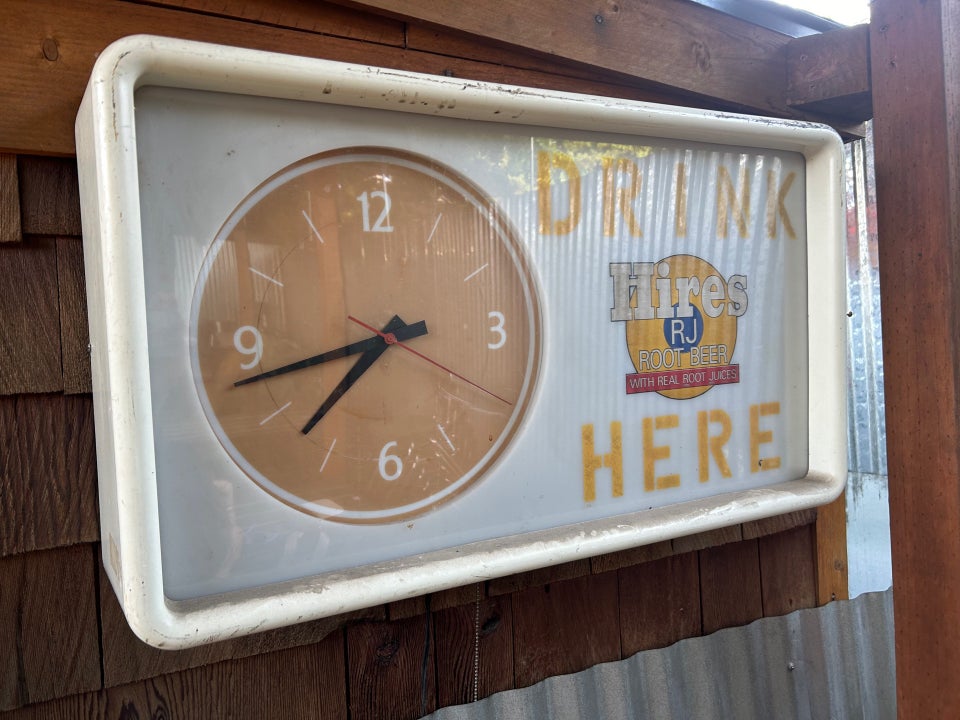 12
3
6
9
DRINK
Hires
RJ
ROOT BEER
WITH REAL ROOT JUICES
HERE